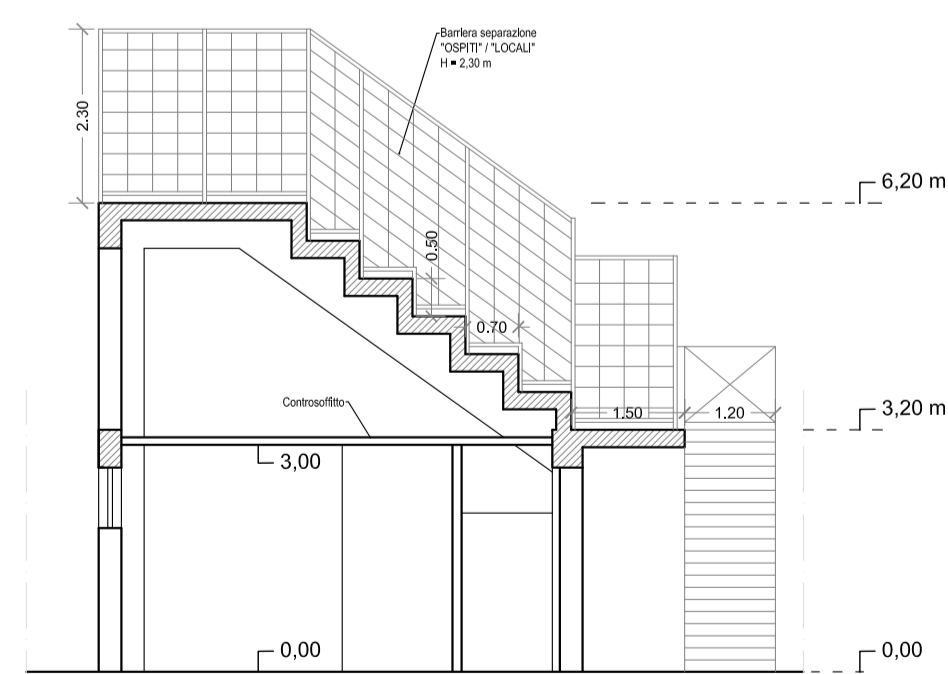 Barriera separazione
"OSPITI" / "LOCALI"
H = 2,30 m
2.30
6,20 m
0.50
0.70
Controsoffitto
1.50
1.20
3,20 m
3,00
0,00
0,00